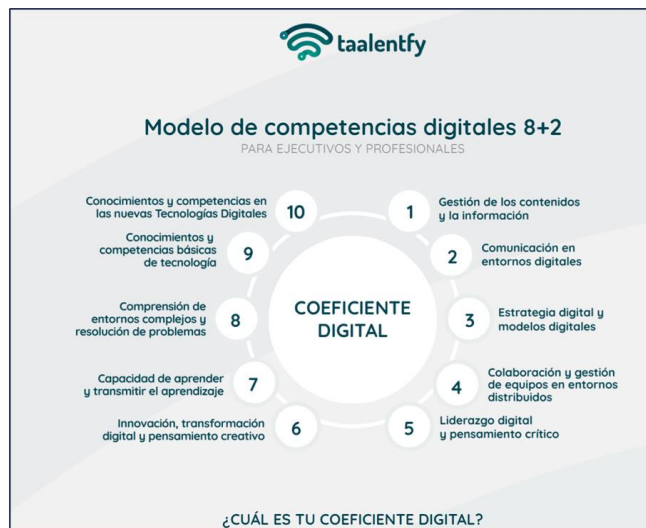 taalentfy
Modelo de competencias digitales 8+2
PARA EJECUTIVOS Y PROFESIONALES
COEFICIENTE
DIGITAL
1
Gestión de los contenidos
y la información
2
Comunicación en
entornos digitales
3
Estrategia digital y
modelos digitales
4
Colaboración y gestión
de equipos en entornos
distribuidos
5
Liderazgo digital
y pensamiento crítico
6
Innovación, transformación
digital y pensamiento creativo
7
Capacidad de aprender
y transmitir el aprendizaje
8
Comprensión de
entornos complejos y
resolución de problemas
9
Conocimientos y
competencias básicas
de tecnología
10
Conocimientos y competencias en
las nuevas Tecnologías Digitales
¿CUÁL ES TU COEFICIENTE DIGITAL?